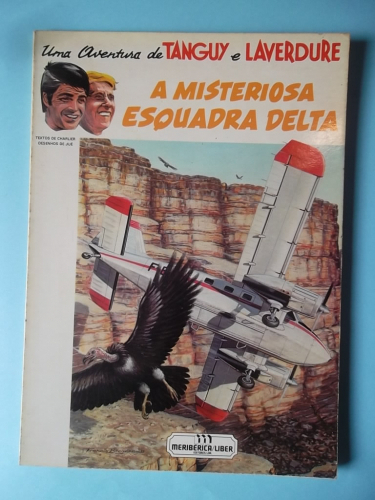 Uma Aventura de TANGUY e LAVERDURE
A MISTERIOSA
ESQUADRA DELTA
TEXTOS DE CHARLIER
DESENHOS DE JIJÉ
MERIBÉRICA/LIBER